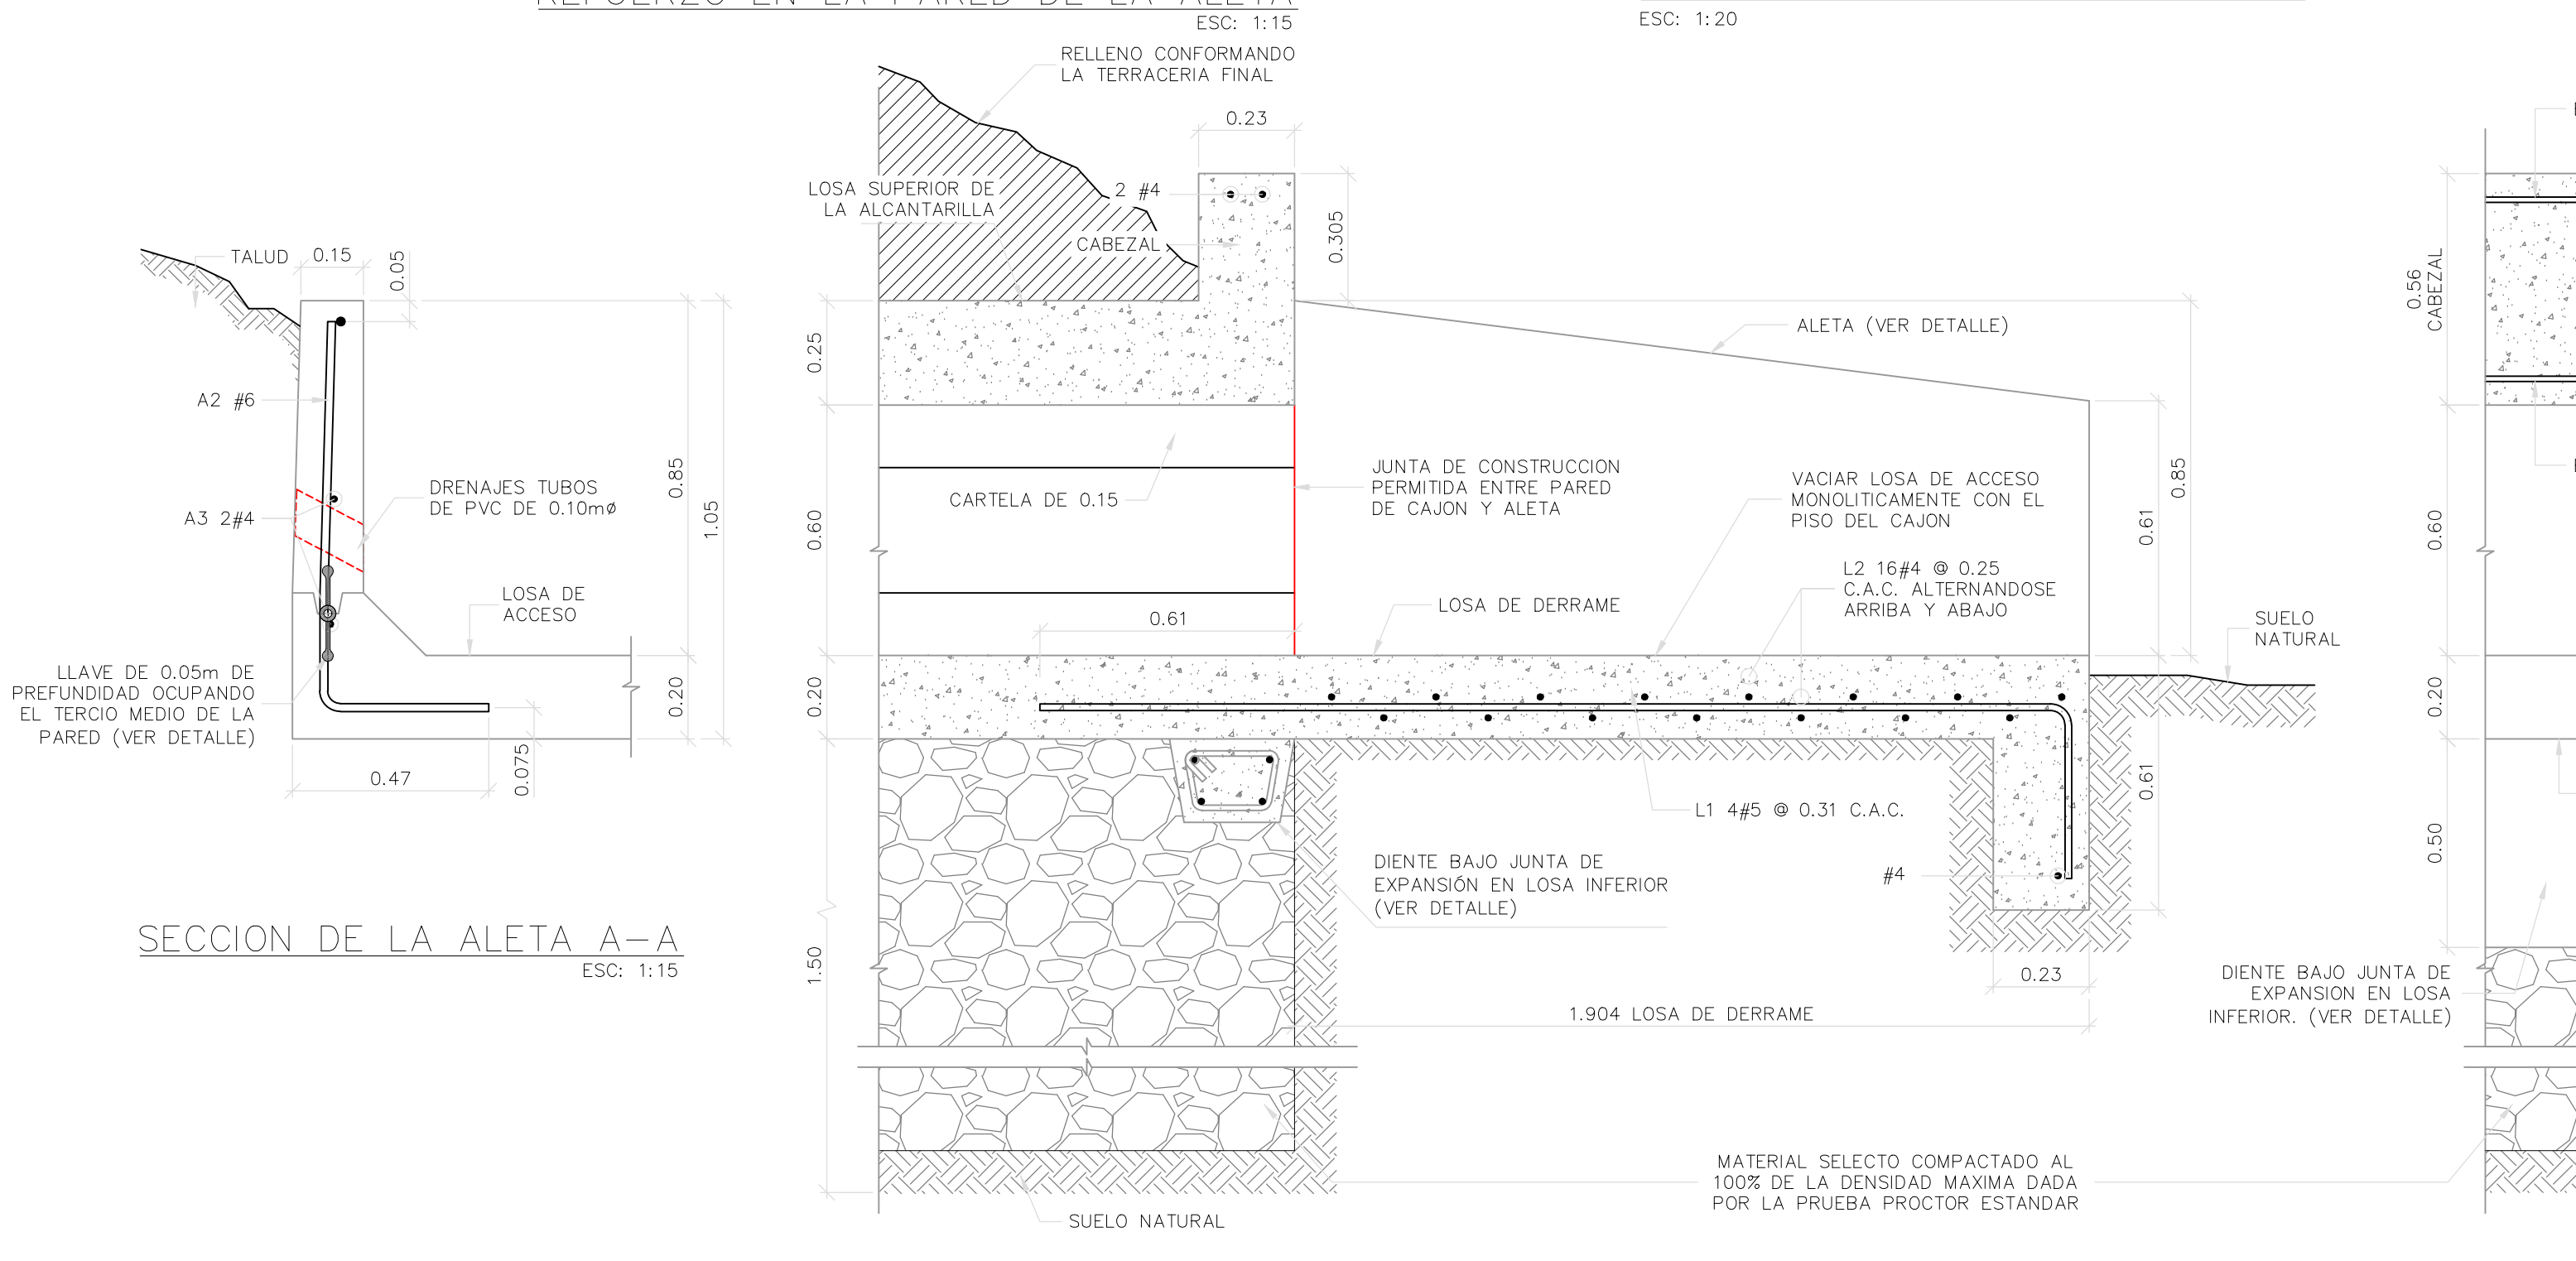 REFUERZO EN LA PARED DE LA ALETA
ESC: 1:15
ESC: 1:20
TALUD
0.15
0.05
A2 #6
A3 2#4
DRENAJES TUBOS
DE PVC DE 0.10mø
0.85
1.05
LOSA DE
ACCESO
LLAVE DE 0.05m DE
PREFUNDIDAD OCUPANDO
EL TERCIO MEDIO DE LA
PARED (VER DETALLE)
0.20
0.075
0.47
SECCION DE LA ALETA A-A
ESC: 1:15
RELLENO CONFORMANDO
LA TERRACERIA FINAL
0.23
LOSA SUPERIOR DE
LA ALCANTARILLA
2 #4
CABEZAL
0.305
0.25
ALETA (VER DETALLE)
CARTELA DE 0.15
JUNTA DE CONSTRUCCION
PERMITIDA ENTRE PARED
DE CAJON Y ALETA
VACIAR LOSA DE ACCESO
MONOLITICAMENTE CON EL
PISO DEL CAJON
0.60
0.61
0.85
L2 16#4 @ 0.25
C.A.C. ALTERNANDOSE
ARRIBA Y ABAJO
LOSA DE DERRAME
0.61
SUELO
NATURAL
0.20
L1 4#5 @ 0.31 C.A.C.
0.61
DIENTE BAJO JUNTA DE
EXPANSIÓN EN LOSA INFERIOR
(VER DETALLE)
#4
1.50
0.23
1.904 LOSA DE DERRAME
MATERIAL SELECTO COMPACTADO AL
100% DE LA DENSIDAD MAXIMA DADA
POR LA PRUEBA PROCTOR ESTANDAR
SUELO NATURAL
0.56
CABEZAL
0.60
0.20
0.50
DIENTE BAJO JUNTA DE
EXPANSION EN LOSA
INFERIOR. (VER DETALLE)